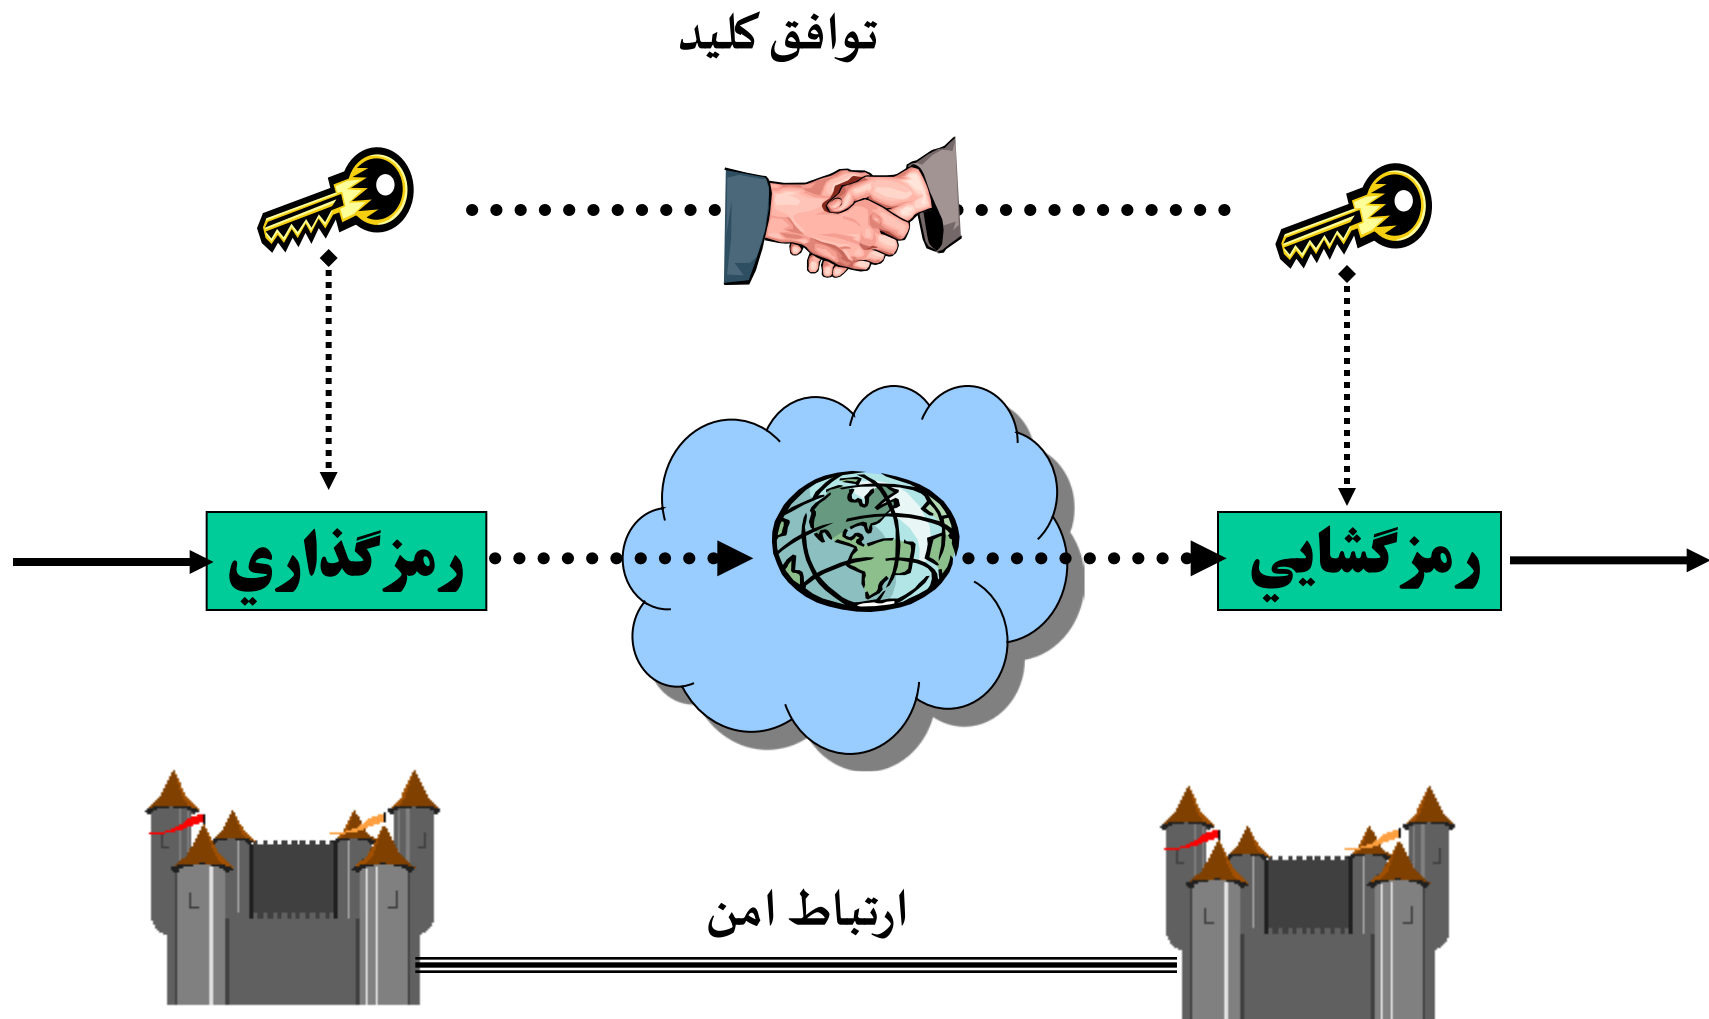 توافق کلید
رمزگذاري
رمزگشايي
ارتباط امن